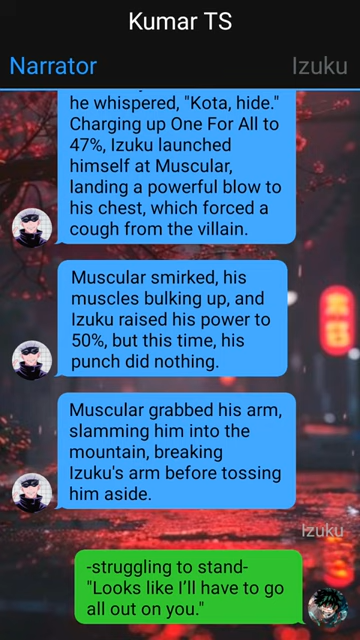 Kumar TS
Narrator
Izuku
he whispered, "Kota, hide."
Charging up One For All to
47%, Izuku launched
himself at Muscular,
landing a powerful blow to
his chest, which forced a
cough from the villain.
Muscular smirked, his
muscles bulking up, and
Izuku raised his power to
50%, but this time, his
punch did nothing.
Muscular grabbed his arm,
slamming him into the
mountain, breaking
Izuku's arm before tossing
him aside.
Izuku
-struggling to stand-
"Looks like I’ll have to go
all out on you."